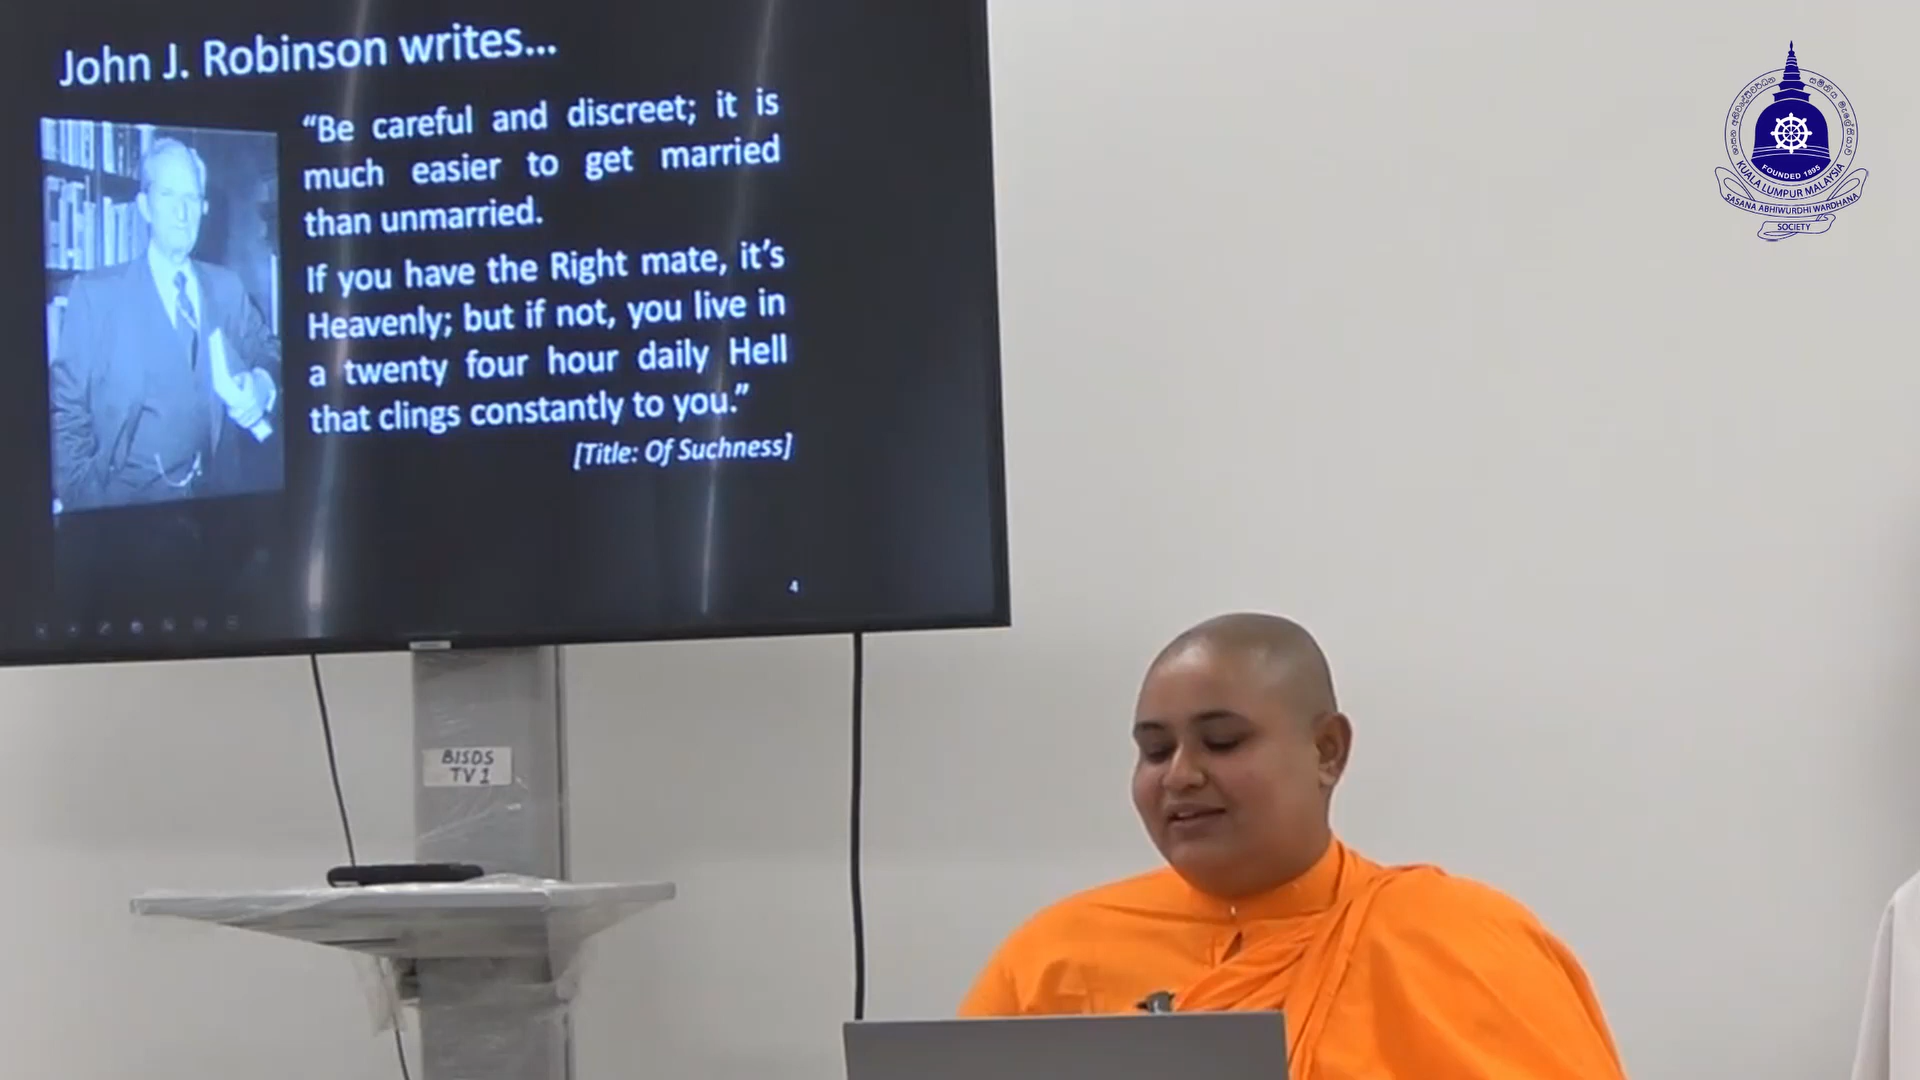 John J. Robinson writes...
“Be careful and discreet; it is
much easier to get married
than unmarried.
If you have the Right mate, it’s
Heavenly; but if not, you live in
a twenty four hour daily Hell
that clings constantly to you.”
[Title: Of Suchness]
4
BISDS
TV 1
FOUNDED 1895
KUALA LUMPUR MALAYSIA
SASANA ABHIWURDHI WARDHANA
SOCIETY